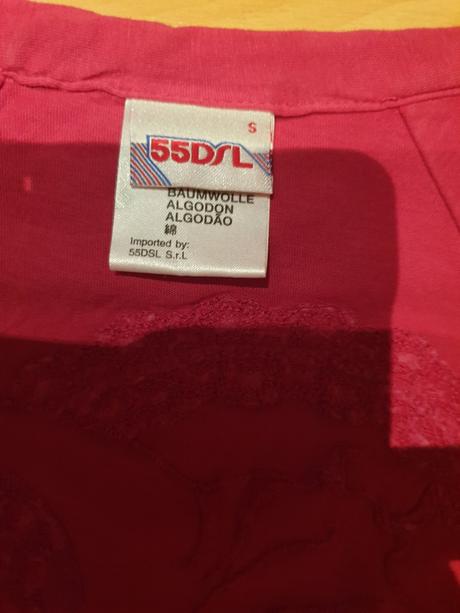 S
55DSL
BAUMWOLLE
ALGODON
ALGODÃO
綿
Imported by:
55DSL S.r.L